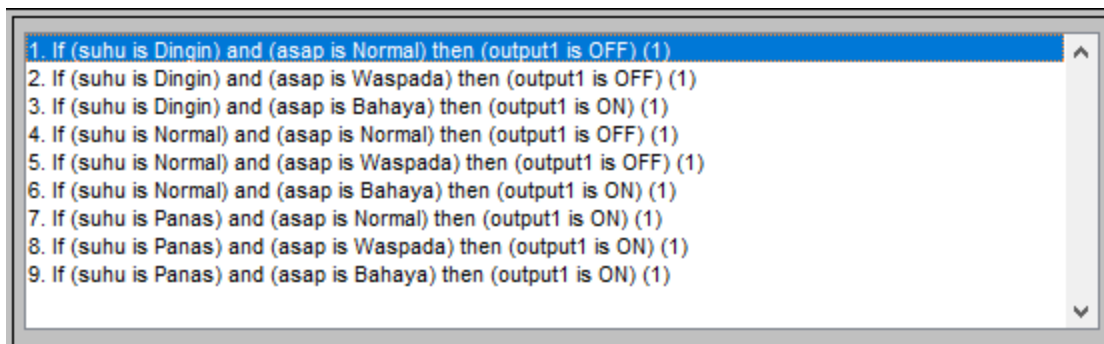 1. If (suhu is Dingin) and (asap is Normal) then (output1 is OFF) (1)
2. If (suhu is Dingin) and (asap is Waspada) then (output1 is OFF) (1)
3. If (suhu is Dingin) and (asap is Bahaya) then (output1 is ON) (1)
4. If (suhu is Normal) and (asap is Normal) then (output1 is OFF) (1)
5. If (suhu is Normal) and (asap is Waspada) then (output1 is OFF) (1)
6. If (suhu is Normal) and (asap is Bahaya) then (output1 is ON) (1)
7. If (suhu is Panas) and (asap is Normal) then (output1 is ON) (1)
8. If (suhu is Panas) and (asap is Waspada) then (output1 is ON) (1)
9. If (suhu is Panas) and (asap is Bahaya) then (output1 is ON) (1)